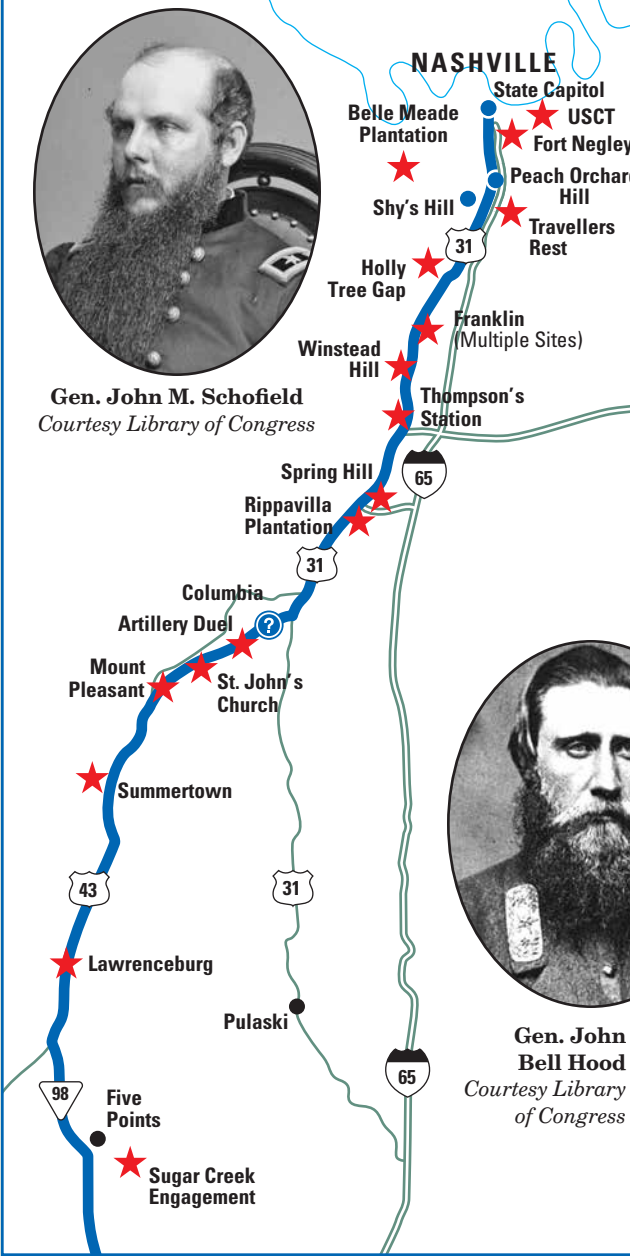 NASHVILLE
State Capitol
USCT
Belle Meade
Plantation
Fort Negley
Peach Orchard
Hill
Shy's Hill
Travellers
Rest
31
Holly
Tree Gap
Franklin
(Multiple Sites)
Winstead
Hill
Thompson's
Station
Gen. John M. Schofield
Courtesy Library of Congress
Spring Hill
65
Rippavilla
Plantation
31
Columbia
?
Artillery Duel
Mount
Pleasant
St. John's
Church
Summertown
43
31
Lawrenceburg
Pulaski
Gen. John
Bell Hood
Courtesy Library
of Congress
65
98
Five
Points
Sugar Creek
Engagement